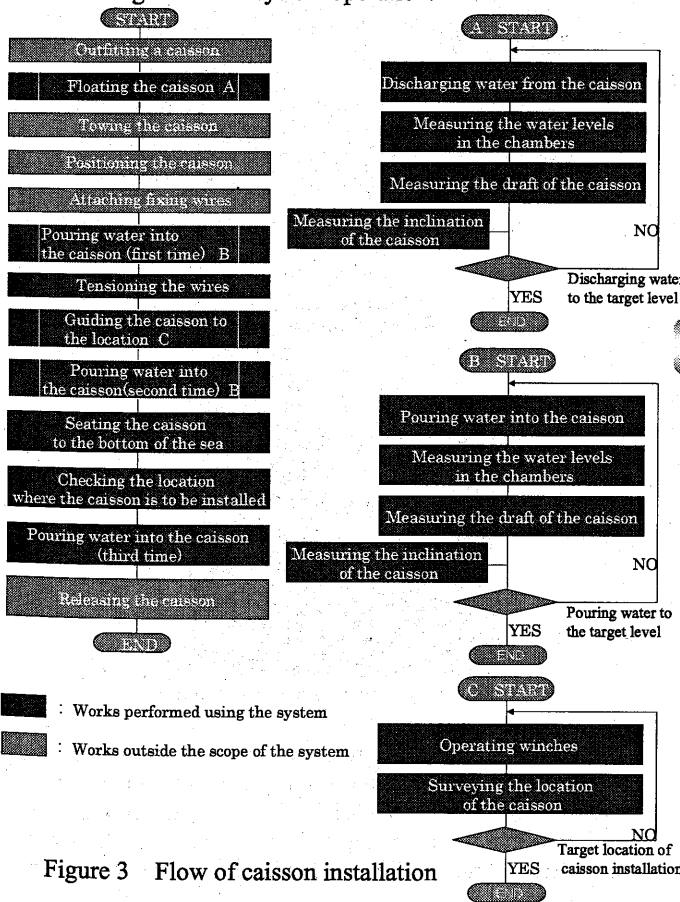 START
Outfitting a caisson
Floating the caisson A
Towing the caisson
Positioning the caisson
Attaching fixing wires
Pouring water into
the caisson (first time) B
Tensioning the wires
Guiding the caisson to
the location C
Pouring water into
the caisson(second time) B
Seating the caisson
to the bottom of the sea
Checking the location
where the caisson is to be installed
Pouring water into the caisson
(third time)
Releasing the caisson
END
: Works performed using the system
: Works outside the scope of the system
A START
Discharging water from the caisson
Measuring the water levels
in the chambers
Measuring the draft of the caisson
Measuring the inclination
of the caisson
NO
Discharging water
to the target level
YES
END
B START
Pouring water into the caisson
Measuring the water levels
in the chambers
Measuring the draft of the caisson
Measuring the inclination
of the caisson
NO
Pouring water to
the target level
YES
END
C START
Operating winches
Surveying the location
of the caisson
NO
Target location of
caisson installation
YES
END
Figure 3 Flow of caisson installation